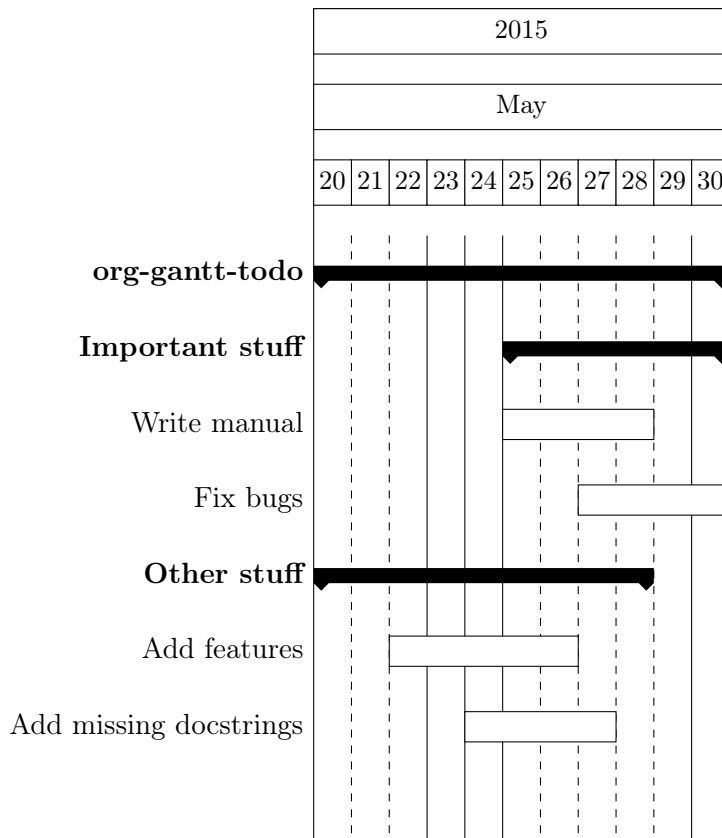 2015
May
20 21 22 23 24 25 26 27 28 29 30
org-gantt-todo
Important stuff
Write manual
Fix bugs
Other stuff
Add features
Add missing docstrings